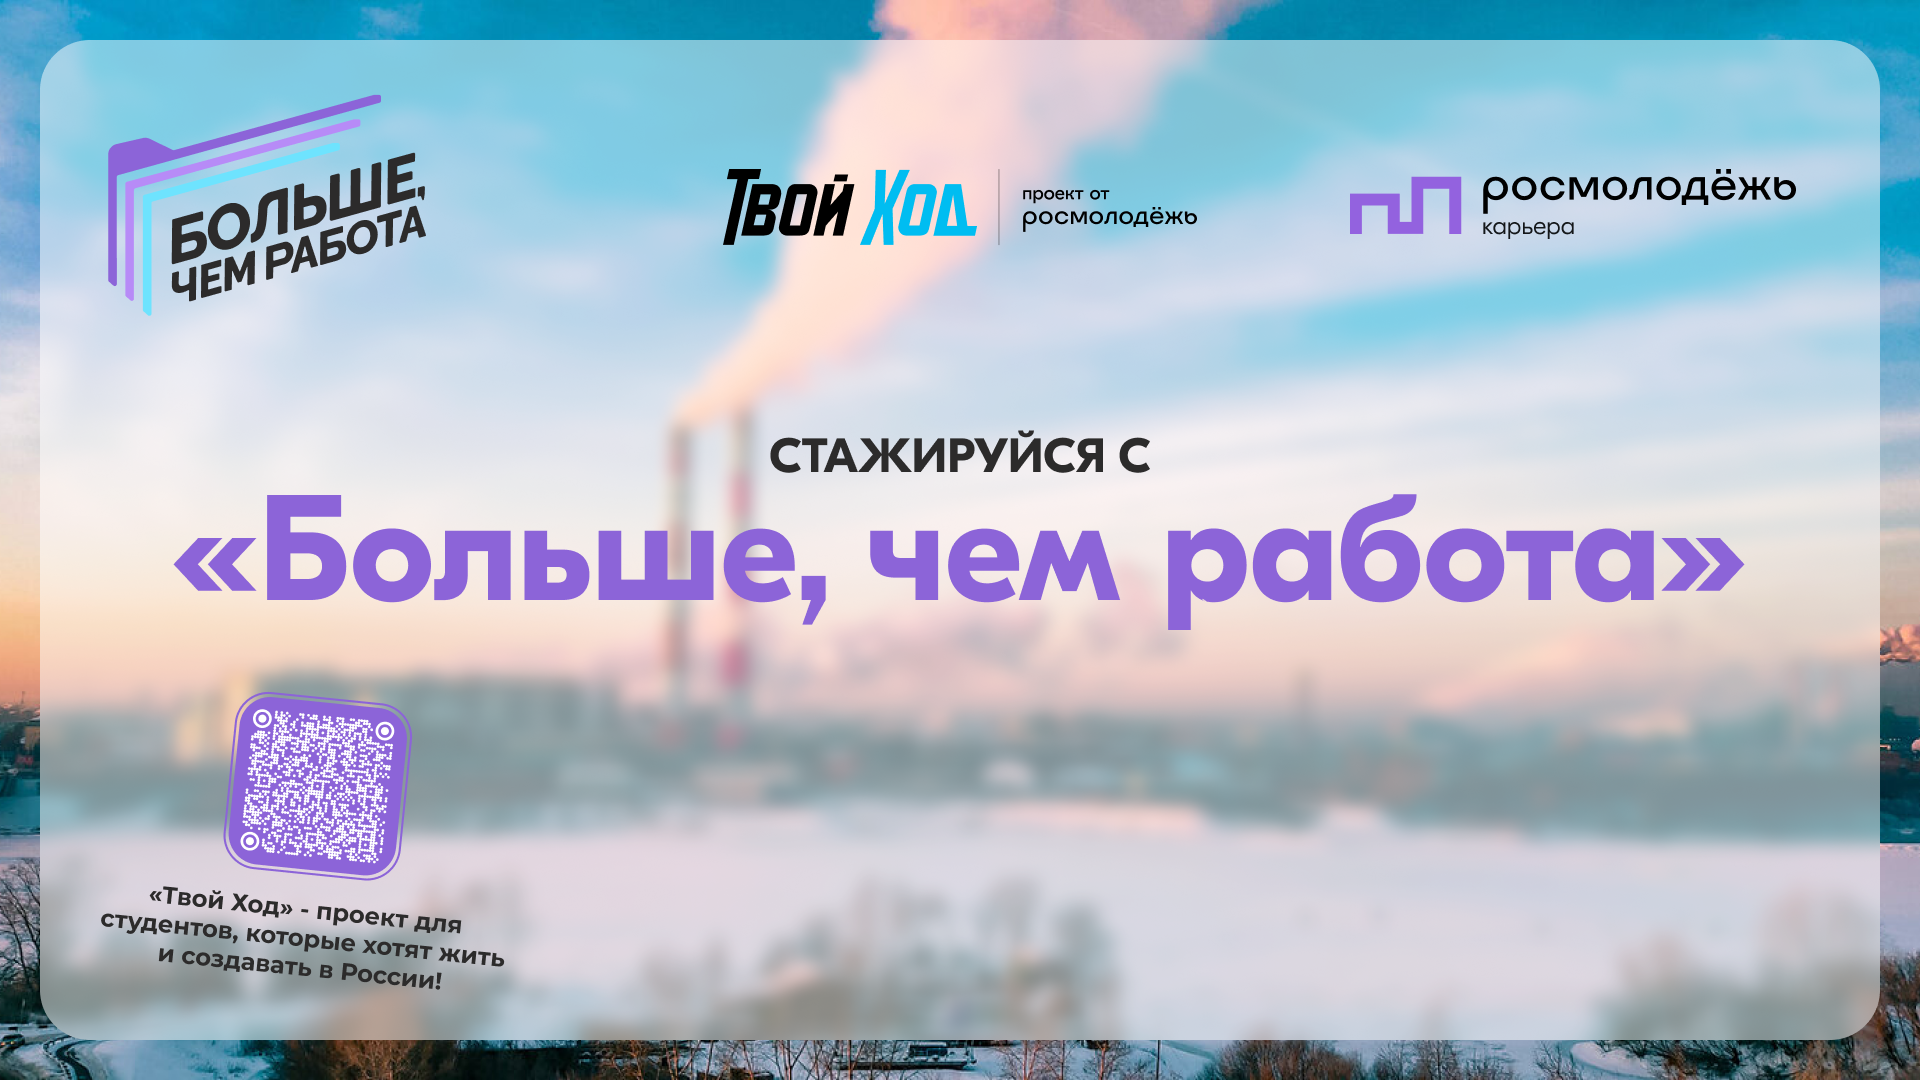 БОЛЬШЕ,
ЧЕМ РАБОТА
ТВОЙ ХОД
проект от
росмолодёжь
росмолодёжь
карьера
СТАЖИРУЙСЯ С
«Больше, чем работа»
«Твой Ход» - проект для
студентов, которые хотят жить
и создавать в России!